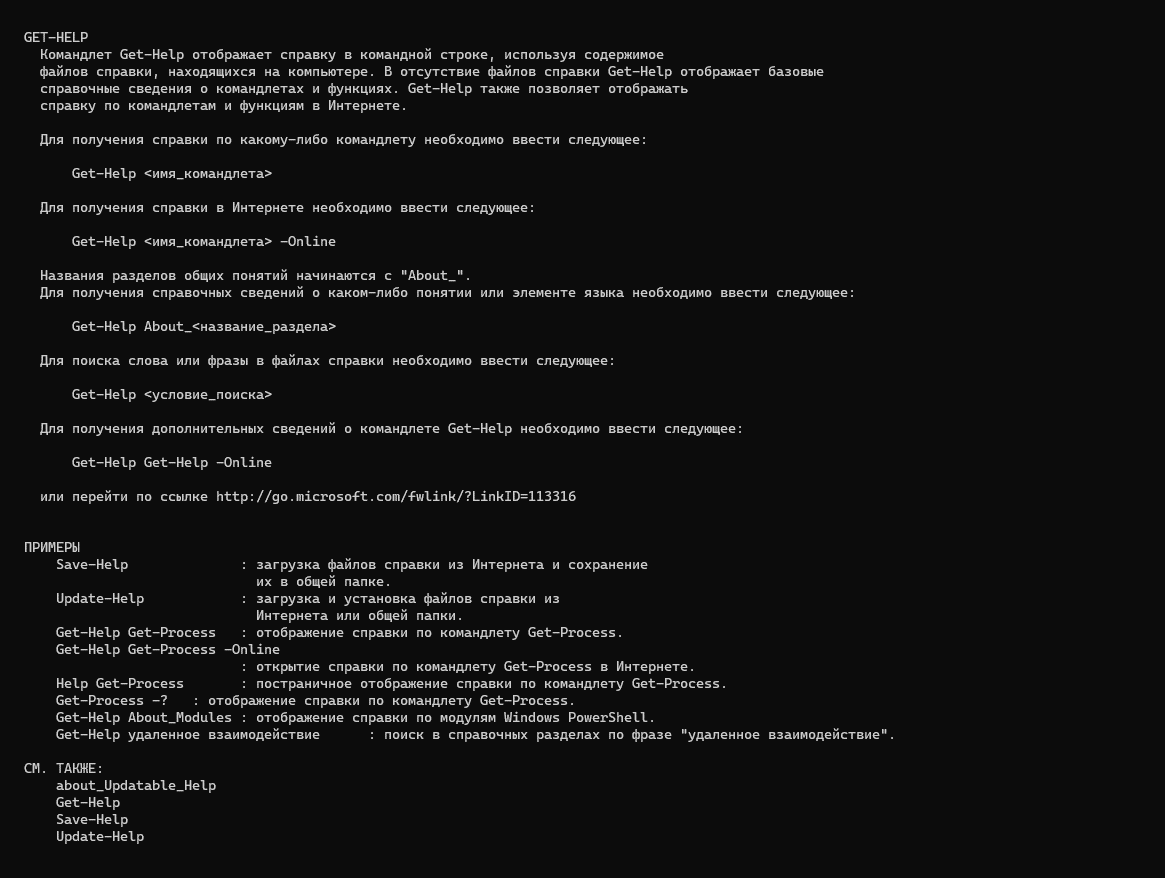 GET-HELP
Командлет Get-Help отображает справку в командной строке, используя содержимое
файлов справки, находящихся на компьютере. В отсутствие файлов справки Get-Help отображает базовые
справочные сведения о командлетах и функциях. Get-Help также позволяет отображать
справку по командлетам и функциям в Интернете.
Для получения справки по какому-либо командлету необходимо ввести следующее:
Get-Help <имя_командлета>
Для получения справки в Интернете необходимо ввести следующее:
Get-Help <имя_командлета> -Online
Названия разделов общих понятий начинаются с "About_".
Для получения справочных сведений о каком-либо понятии или элементе языка необходимо ввести следующее:
Get-Help About_<название_раздела>
Для поиска слова или фразы в файлах справки необходимо ввести следующее:
Get-Help <условие_поиска>
Для получения дополнительных сведений о командлете Get-Help необходимо ввести следующее:
Get-Help Get-Help -Online
или перейти по ссылке http://go.microsoft.com/fwlink/?LinkID=113316
ПРИМЕРЫ
Save-Help : загрузка файлов справки из Интернета и сохранение
их в общей папке.
Update-Help : загрузка и установка файлов справки из
Интернета или общей папки.
Get-Help Get-Process : отображение справки по командлету Get-Process.
Get-Help Get-Process -Online
: открытие справки по командлету Get-Process в Интернете.
Help Get-Process : постраничное отображение справки по командлету Get-Process.
Get-Process -? : отображение справки по командлету Get-Process.
Get-Help About_Modules : отображение справки по модулям Windows PowerShell.
Get-Help удаленное взаимодействие : поиск в справочных разделах по фразе "удаленное взаимодействие".
СМ. ТАКЖЕ:
about_Updatable_Help
Get-Help
Save-Help
Update-Help